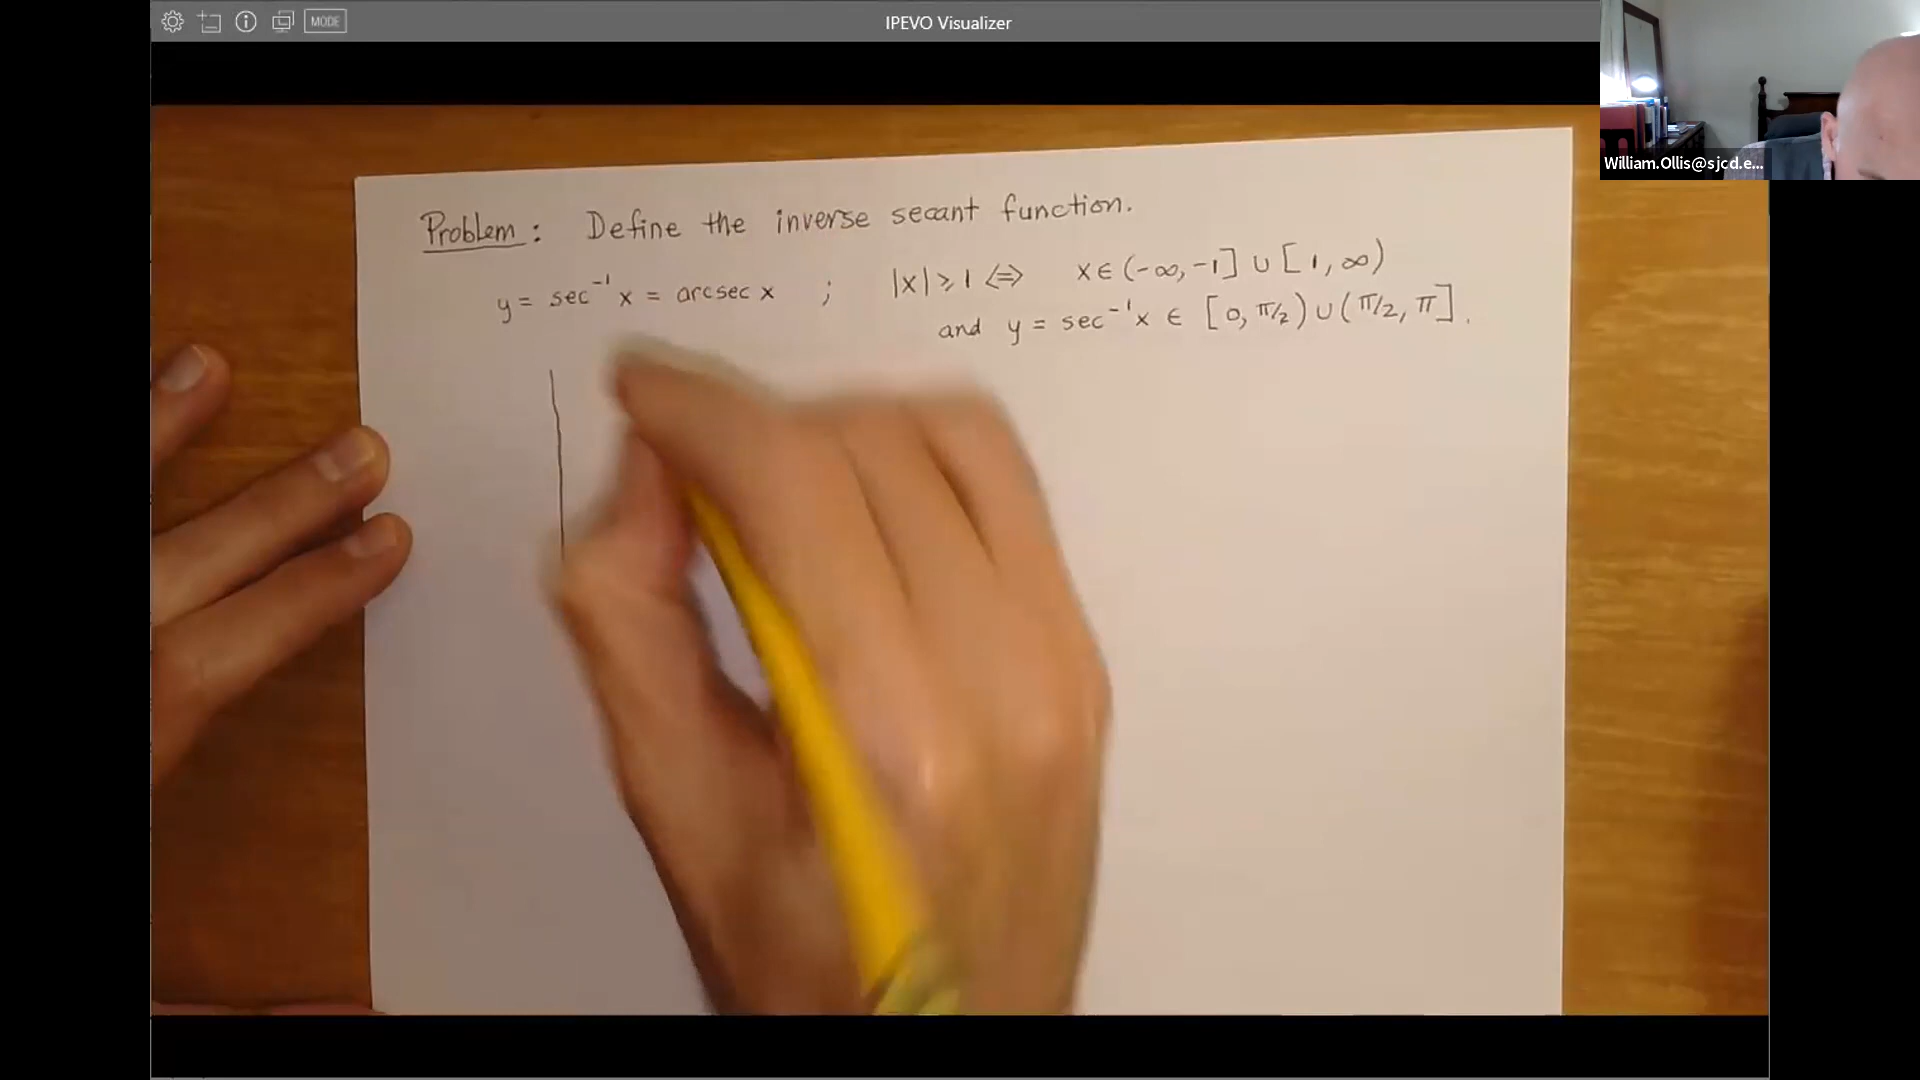 MODE
IPEVO Visualizer
William.Ollis@sjcd.e...
Problem: Define the inverse secant function.
y = sec⁻¹ x = arcsec x ; |x| ≥ 1 ⇔ x ∈ (-∞, -1] ∪ [1, ∞)
and y = sec⁻¹x ∈ [0, π/2) ∪ (π/2, π].